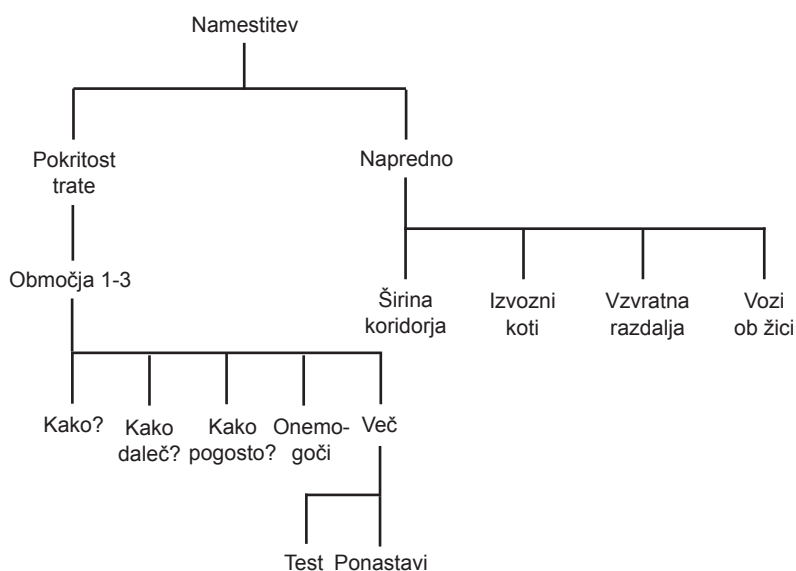 Namestitev
Pokritost
trate
Napredno
Območja 1-3
Širina
koridorja
Izvozni
koti
Vzvratna
razdalja
Vozi
ob žici
Kako?
Kako
daleč?
Kako
pogosto?
Onemo-
goči
Več
Test
Ponastavi